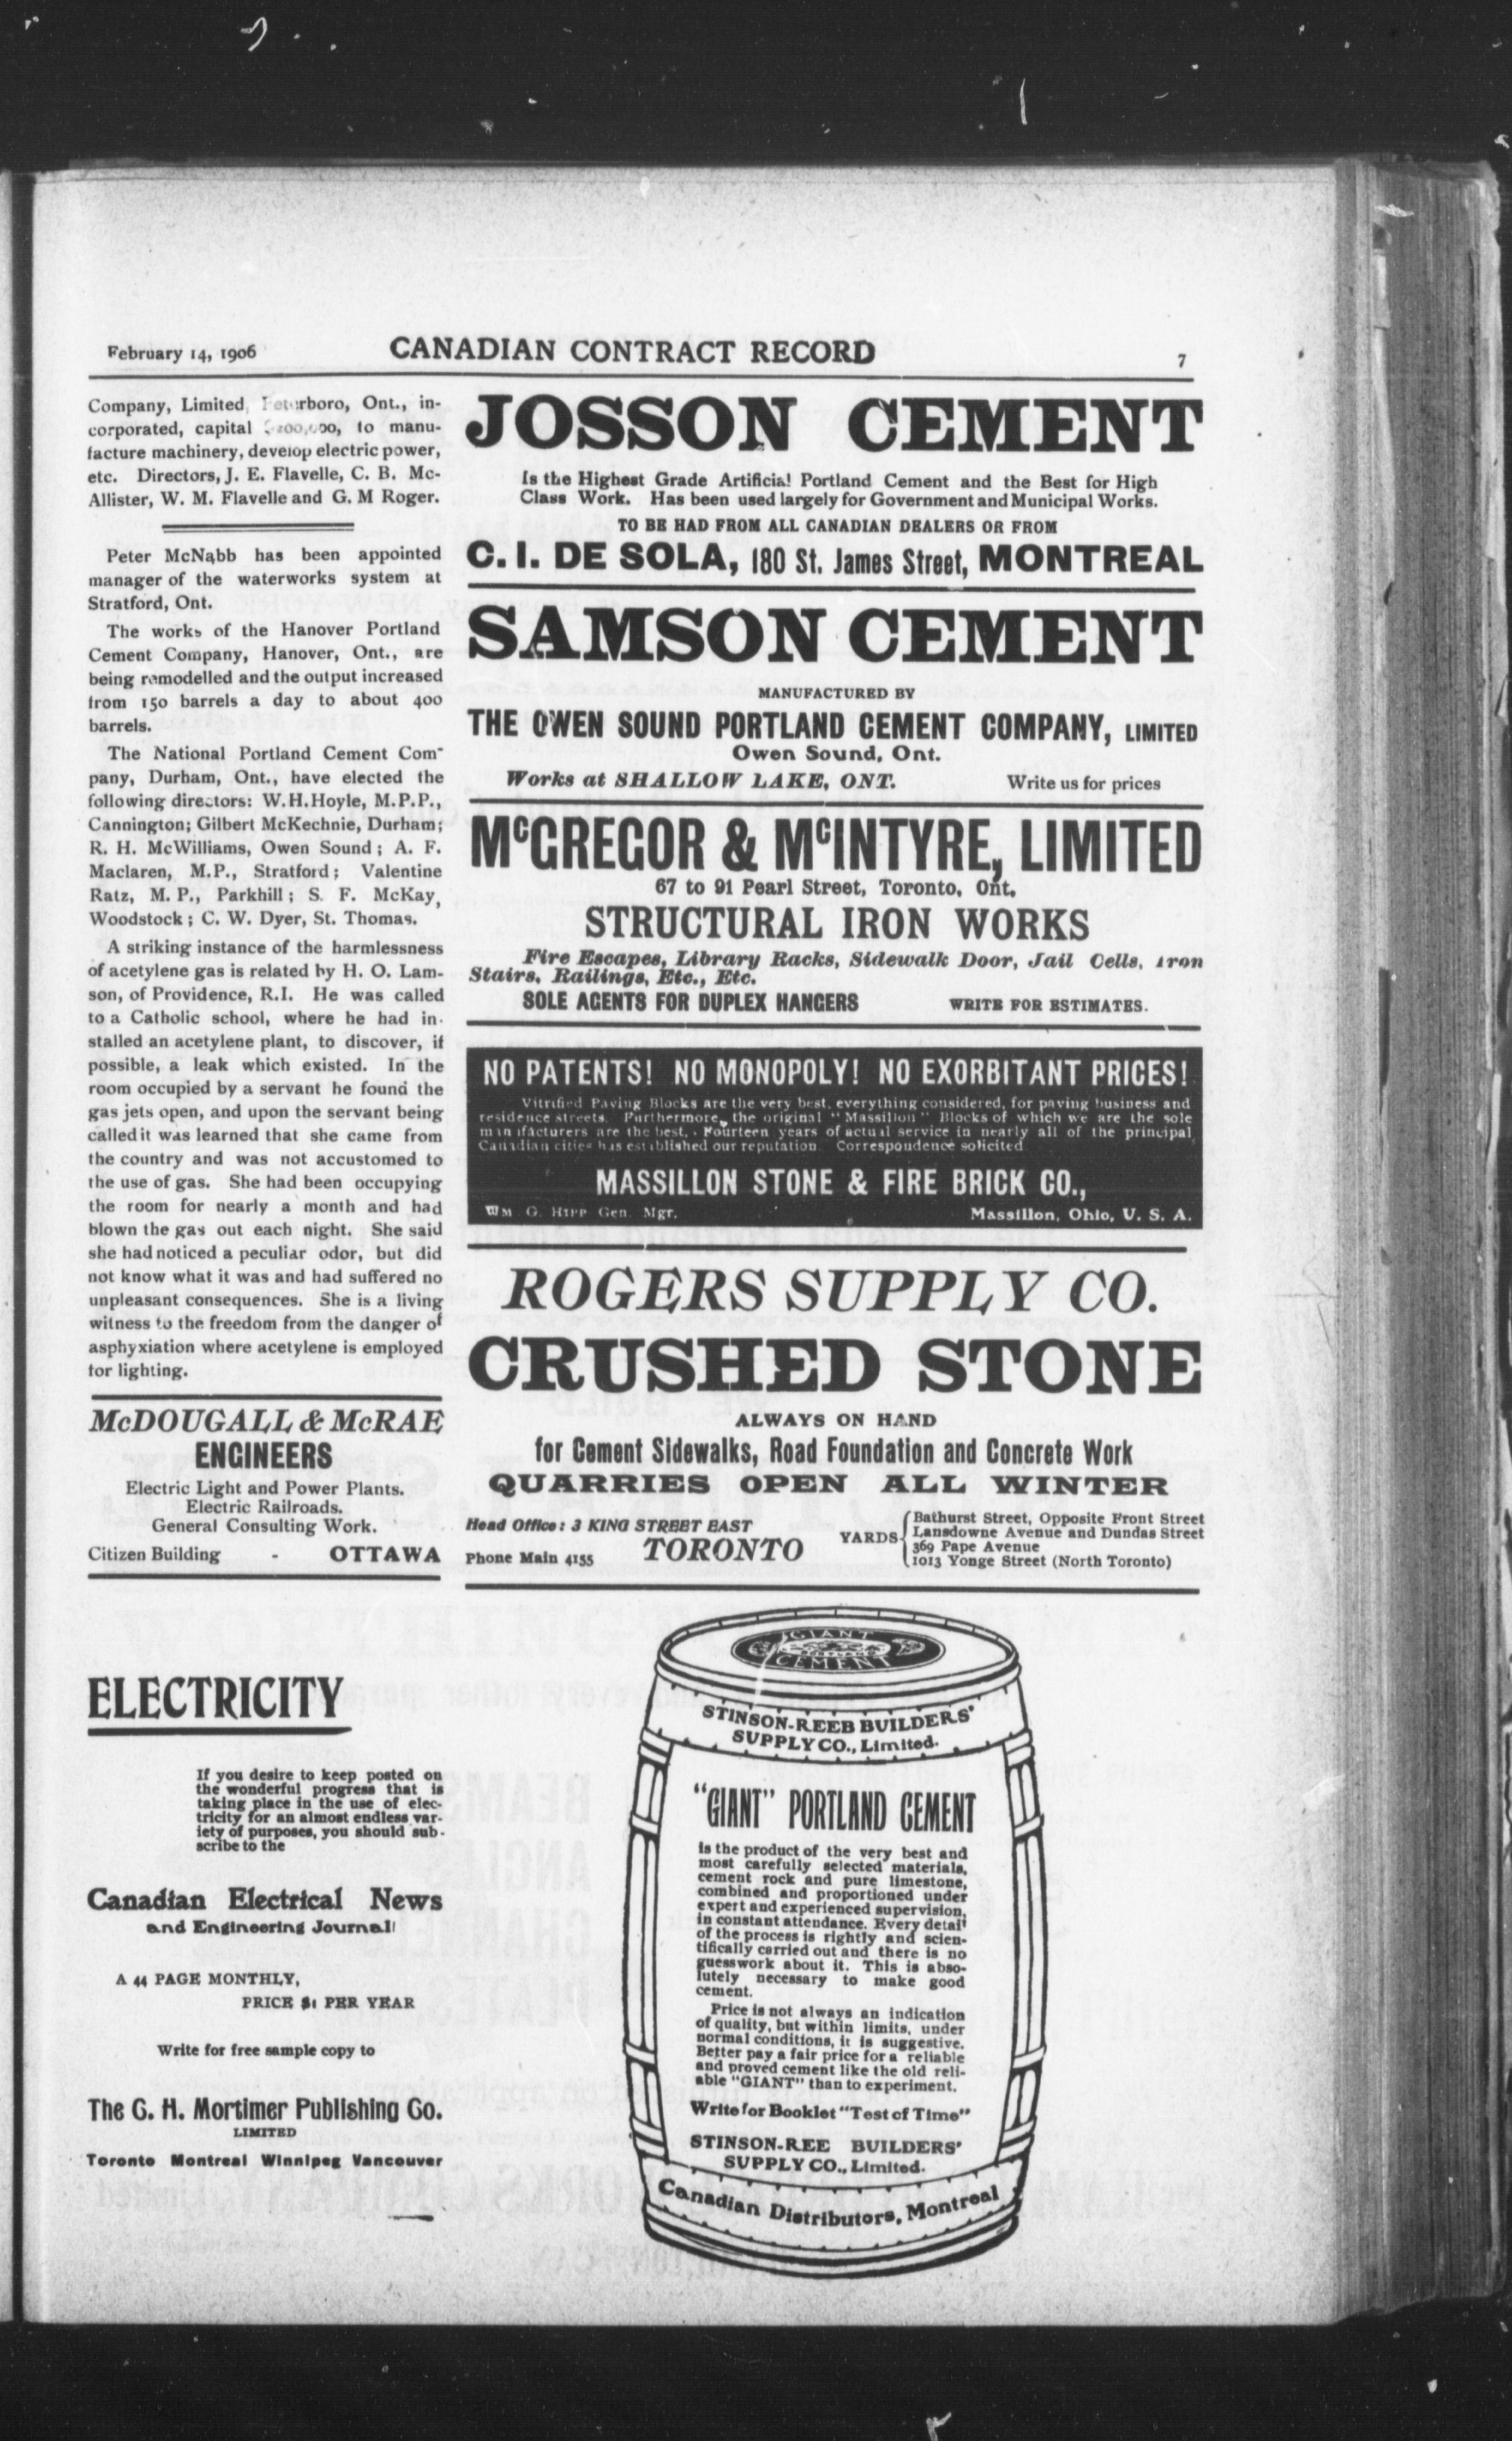 February 14, 1906
CANADIAN CONTRACT RECORD
7
Company, Limited, Peterboro, Ont., in-
corporated, capital to manu-
facture machinery, develop electric power,
etc. Directors, J. E. Flavelle, C. B. Mc-
Allister, W. M. Flavelle and G. M Roger.
Peter McNabb has been appointed
manager of the waterworks system at
Stratford, Ont.
The works of the Hanover Portland
Cement Company, Hanover, Ont., are
being remodelled and the output increased
from 150 barrels a day to about 400
barrels.
The National Portland Cement Com-
pany, Durham, Ont., have elected the
following directors: W. H. Hoyle, M.P.P.,
Cannington; Gilbert McKechnie, Durham;
R. H. McWilliams, Owen Sound; A. F.
Maclaren, M.P., Stratford; Valentine
Ratz, M. P., Parkhill; S. F. McKay,
Woodstock; C. W. Dyer, St. Thomas.
A striking instance of the harmlessness
of acetylene gas is related by H. O. Lam-
son, of Providence, R.I. He was called
to a Catholic school, where he had in-
stalled an acetylene plant, to discover, if
possible, a leak which existed. In the
room occupied by a servant he found the
gas jets open, and upon the servant being
called it was learned that she came from
the country and was not accustomed to
the use of gas. She had been occupying
the room for nearly a month and had
blown the gas out each night. She said
she had noticed a peculiar odor, but did
not know what it was and had suffered no
unpleasant consequences. She is a living
witness to the freedom from the danger of
asphyxiation where acetylene is employed
for lighting.
McDOUGALL & McRAE
ENGINEERS
Electric Light and Power Plants.
Electric Railroads.
General Consulting Work.
Citizen Building - OTTAWA
ELECTRICITY
If you desire to keep posted on
the wonderful progress that is
taking place in the use of elec-
tricity for an almost endless var-
iety of purposes, you should sub-
scribe to the
Canadian Electrical News
and Engineering Journal
A 44 PAGE MONTHLY,
PRICE $1 PER YEAR
Write for free sample copy to
The C. H. Mortimer Publishing Co.
LIMITED
Toronto Montreal Winnipeg Vancouver
JOSSON CEMENT
Is the Highest Grade Artificial Portland Cement and the Best for High
Class Work. Has been used largely for Government and Municipal Works.
TO BE HAD FROM ALL CANADIAN DEALERS OR FROM
C. I. DE SOLA, 180 St. James Street, MONTREAL
SAMSON CEMENT
MANUFACTURED BY
THE OWEN SOUND PORTLAND CEMENT COMPANY, LIMITED
Owen Sound, Ont.
Works at SHALLOW LAKE, ONT. Write us for prices
McGREGOR & McINTYRE, LIMITED
67 to 91 Pearl Street, Toronto, Ont.
STRUCTURAL IRON WORKS
Fire Escapes, Library Racks, Sidewalk Door, Jail Cells, Iron
Stairs, Railings, Etc., Etc.
SOLE AGENTS FOR DUPLEX HANGERS WRITE FOR ESTIMATES.
NO PATENTS! NO MONOPOLY! NO EXORBITANT PRICES!
Vitrified Paving Blocks are the very best, everything considered, for paving business and
residence streets. Furthermore, the original "Massillon" Blocks of which we are the sole
manufacturers are the best. Fourteen years of actual service in nearly all of the principal
Canadian cities has established our reputation. Correspondence solicited
MASSILLON STONE & FIRE BRICK CO.,
WM. G. HIPP Gen. Mgr. Massillon, Ohio, U. S. A.
ROGERS SUPPLY CO.
CRUSHED STONE
ALWAYS ON HAND
for Cement Sidewalks, Road Foundation and Concrete Work
QUARRIES OPEN ALL WINTER
Head Office: 3 KING STREET EAST
Phone Main 4155 TORONTO
YARDS
Bathurst Street, Opposite Front Street
Lansdowne Avenue and Dundas Street
369 Pape Avenue
1013 Yonge Street (North Toronto)
GIANT
CEMENT
STINSON-REEB BUILDERS'
SUPPLY CO., Limited.
"GIANT" PORTLAND CEMENT
is the product of the very best and
most carefully selected materials,
cement rock and pure limestone,
combined and proportioned under
expert and experienced supervision,
in constant attendance. Every detail
of the process is rightly and scien-
tifically carried out and there is no
guesswork about it. This is abso-
lutely necessary to make good
cement.
Price is not always an indication
of quality, but within limits, under
normal conditions, it is suggestive.
Better pay a fair price for a reliable
and proved cement like the old reli-
able "GIANT" than to experiment.
Write for Booklet "Test of Time"
STINSON-REE BUILDERS'
SUPPLY CO., Limited.
Canadian Distributors, Montreal